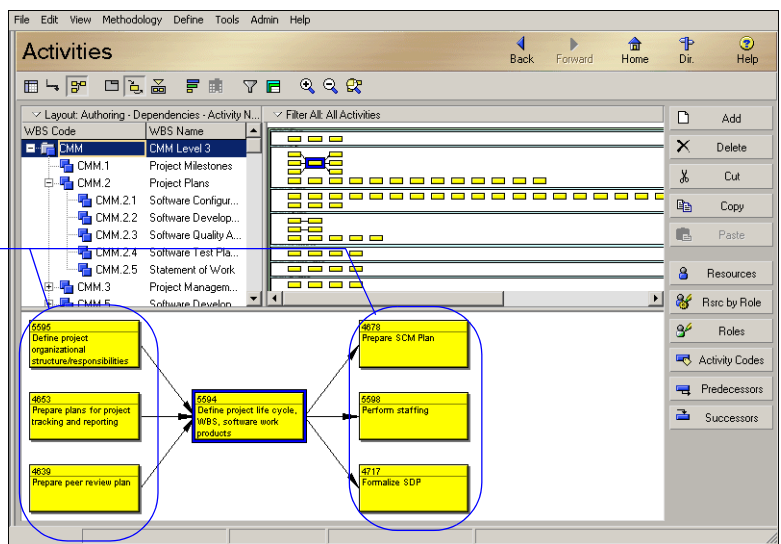 File Edit View Methodology Define Tools Admin Help
Activities
Back Forward Home Dir. Help
Layout: Authoring - Dependencies - Activity N... Filter All: All Activities
WBS Code WBS Name
CMM CMM Level 3
CMM.1 Project Milestones
CMM.2 Project Plans
CMM.2.1 Software Configur...
CMM.2.2 Software Develop...
CMM.2.3 Software Quality A...
CMM.2.4 Software Test Pla...
CMM.2.5 Statement of Work
CMM.3 Project Managem...
CMM.5 Software Develop
Add
Delete
Cut
Copy
Paste
Resources
Rsrc by Role
Roles
Activity Codes
Predecessors
Successors
5595
Define project
organizational
structure/responsibilities
4653
Prepare plans for project
tracking and reporting
4639
Prepare peer review plan
5594
Define project life cycle,
WBS, software work
products
4678
Prepare SCM Plan
5598
Perform staffing
4717
Formalize SDP